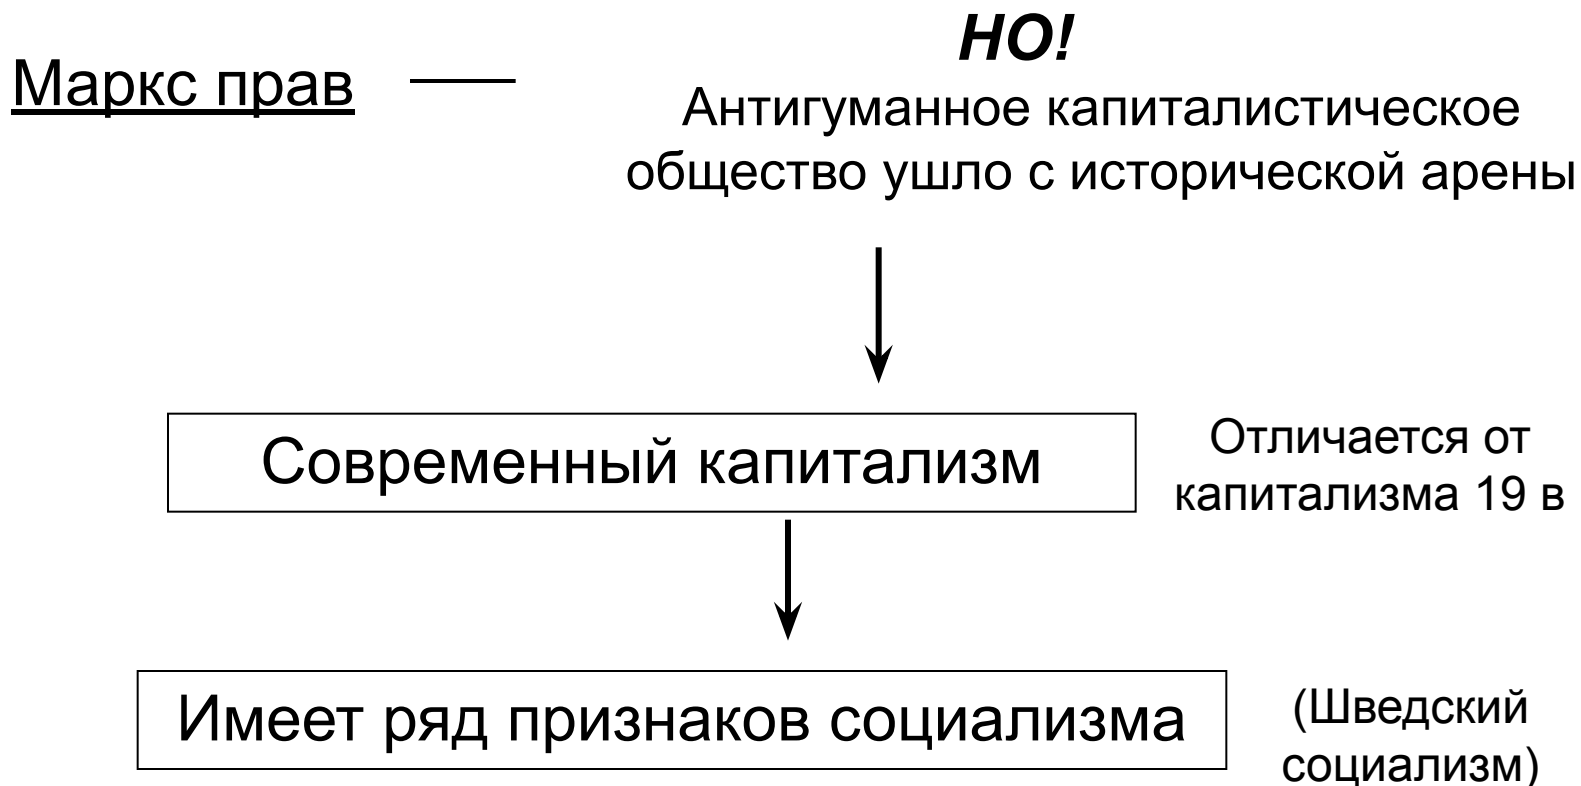 НО!
Маркс прав
Антигуманное капиталистическое
общество ушло с исторической арены
Современный капитализм
Отличается от
капитализма 19 в
Имеет ряд признаков социализма
(Шведский
социализм)